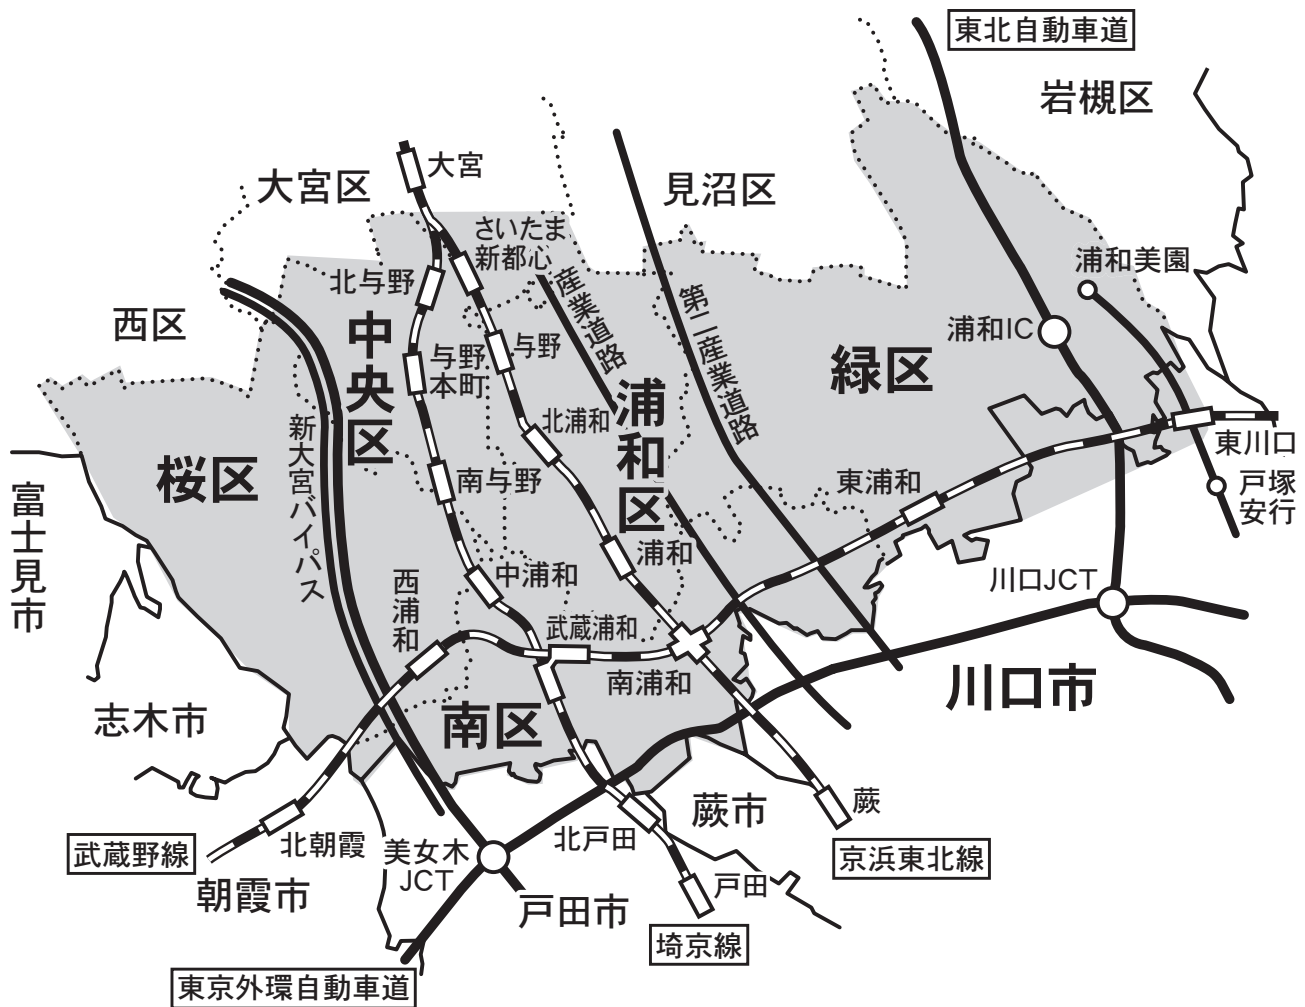 東北自動車道
岩槻区
大宮
大宮区
見沼区
さいたま
新都心
北与野
浦和美園
西区
中央区
産業道路
第二産業道路
浦和IC
与野
与野
本町
緑区
浦和区
北浦和
新大宮バイパス
桜区
南与野
東浦和
東川口
戸塚
安行
富士見市
浦和
中浦和
西浦和
武蔵浦和
川口JCT
南浦和
川口市
志木市
南区
蕨市
蕨
武蔵野線
北朝霞
美女木
JCT
北戸田
京浜東北線
朝霞市
戸田市
戸田
埼京線
東京外環自動車道